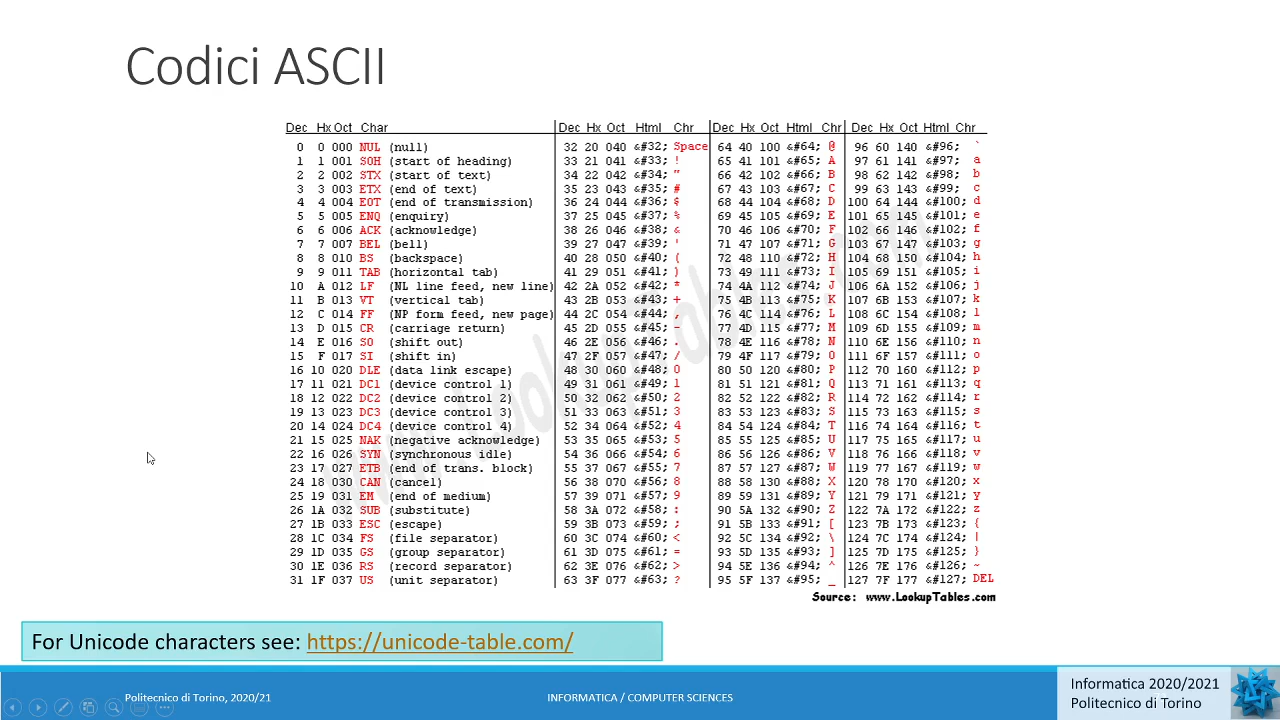 Codici ASCII
Dec Hx Oct Char Dec Hx Oct Html Chr Dec Hx Oct Html Chr Dec Hx Oct Html Chr
0 0 000 NUL (null) 32 20 040 &#32; Space 64 40 100 &#64; @ 96 60 140 &#96; `
1 1 001 SOH (start of heading) 33 21 041 &#33; ! 65 41 101 &#65; A 97 61 141 &#97; a
2 2 002 STX (start of text) 34 22 042 &#34; " 66 42 102 &#66; B 98 62 142 &#98; b
3 3 003 ETX (end of text) 35 23 043 &#35; # 67 43 103 &#67; C 99 63 143 &#99; c
4 4 004 EOT (end of transmission) 36 24 044 &#36; $ 68 44 104 &#68; D 100 64 144 &#100; d
5 5 005 ENQ (enquiry) 37 25 045 &#37; % 69 45 105 &#69; E 101 65 145 &#101; e
6 6 006 ACK (acknowledge) 38 26 046 &#38; & 70 46 106 &#70; F 102 66 146 &#102; f
7 7 007 BEL (bell) 39 27 047 &#39; ' 71 47 107 &#71; G 103 67 147 &#103; g
8 8 010 BS (backspace) 40 28 050 &#40; ( 72 48 110 &#72; H 104 68 150 &#104; h
9 9 011 TAB (horizontal tab) 41 29 051 &#41; ) 73 49 111 &#73; I 105 69 151 &#105; i
10 A 012 LF (NL line feed, new line) 42 2A 052 &#42; * 74 4A 112 &#74; J 106 6A 152 &#106; j
11 B 013 VT (vertical tab) 43 2B 053 &#43; + 75 4B 113 &#75; K 107 6B 153 &#107; k
12 C 014 FF (NP form feed, new page) 44 2C 054 &#44; , 76 4C 114 &#76; L 108 6C 154 &#108; l
13 D 015 CR (carriage return) 45 2D 055 &#45; - 77 4D 115 &#77; M 109 6D 155 &#109; m
14 E 016 SO (shift out) 46 2E 056 &#46; . 78 4E 116 &#78; N 110 6E 156 &#110; n
15 F 017 SI (shift in) 47 2F 057 &#47; / 79 4F 117 &#79; O 111 6F 157 &#111; o
16 10 020 DLE (data link escape) 48 30 060 &#48; 0 80 50 120 &#80; P 112 70 160 &#112; p
17 11 021 DC1 (device control 1) 49 31 061 &#49; 1 81 51 121 &#81; Q 113 71 161 &#113; q
18 12 022 DC2 (device control 2) 50 32 062 &#50; 2 82 52 122 &#82; R 114 72 162 &#114; r
19 13 023 DC3 (device control 3) 51 33 063 &#51; 3 83 53 123 &#83; S 115 73 163 &#115; s
20 14 024 DC4 (device control 4) 52 34 064 &#52; 4 84 54 124 &#84; T 116 74 164 &#116; t
21 15 025 NAK (negative acknowledge) 53 35 065 &#53; 5 85 55 125 &#85; U 117 75 165 &#117; u
22 16 026 SYN (synchronous idle) 54 36 066 &#54; 6 86 56 126 &#86; V 118 76 166 &#118; v
23 17 027 ETB (end of trans. block) 55 37 067 &#55; 7 87 57 127 &#87; W 119 77 167 &#119; w
24 18 030 CAN (cancel) 56 38 070 &#56; 8 88 58 130 &#88; X 120 78 170 &#120; x
25 19 031 EM (end of medium) 57 39 071 &#57; 9 89 59 131 &#89; Y 121 79 171 &#121; y
26 1A 032 SUB (substitute) 58 3A 072 &#58; : 90 5A 132 &#90; Z 122 7A 172 &#122; z
27 1B 033 ESC (escape) 59 3B 073 &#59; ; 91 5B 133 &#91; [ 123 7B 173 &#123; {
28 1C 034 FS (file separator) 60 3C 074 &#60; < 92 5C 134 &#92; \ 124 7C 174 &#124; |
29 1D 035 GS (group separator) 61 3D 075 &#61; = 93 5D 135 &#93; ] 125 7D 175 &#125; }
30 1E 036 RS (record separator) 62 3E 076 &#62; > 94 5E 136 &#94; ^ 126 7E 176 &#126; ~
31 1F 037 US (unit separator) 63 3F 077 &#63; ? 95 5F 137 &#95; _ 127 7F 177 &#127; DEL
Source: www.LookupTables.com
For Unicode characters see: https://unicode-table.com/
Politecnico di Torino, 2020/21
INFORMATICA / COMPUTER SCIENCES
Informatica 2020/2021
Politecnico di Torino